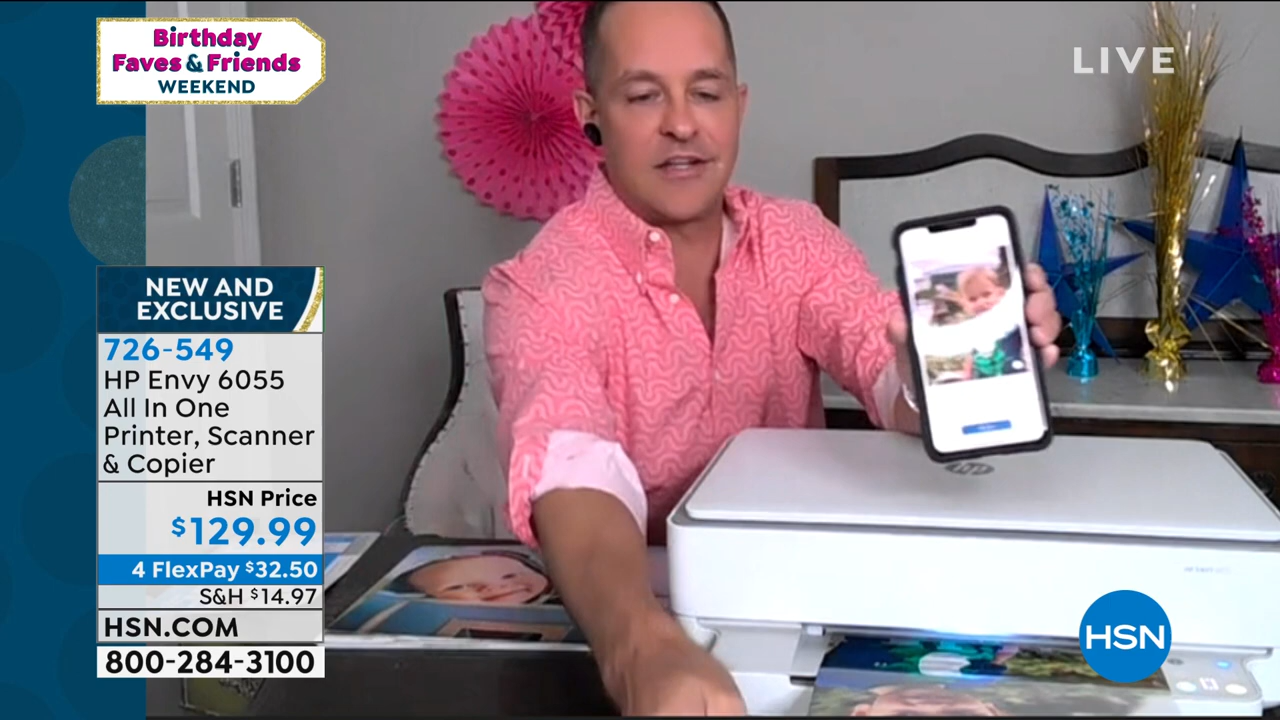 Birthday
Faves & Friends
WEEKEND
LIVE
NEW AND
EXCLUSIVE
726-549
HP Envy 6055
All In One
Printer, Scanner
& Copier
HSN Price
$129.99
4 FlexPay $32.50
S&H $14.97
HSN.COM
800-284-3100
hp
HSN